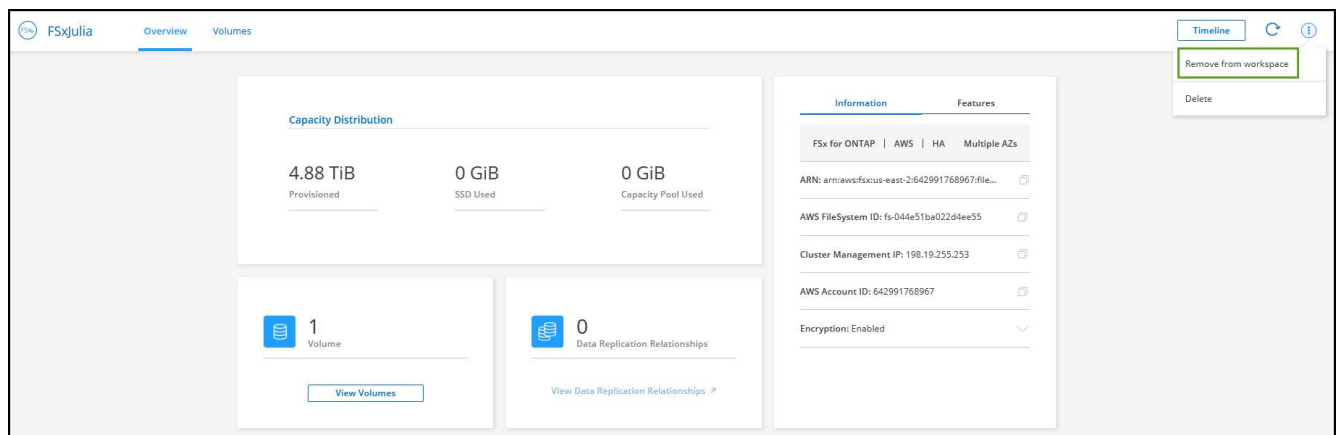 FSxN FSxJulia Overview Volumes Timeline
Remove from workspace
Delete
Capacity Distribution
4.88 TiB 0 GiB 0 GiB
Provisioned SSD Used Capacity Pool Used
1
Volume
View Volumes
0
Data Replication Relationships
View Data Replication Relationships
Information Features
FSx for ONTAP | AWS | HA Multiple AZs
ARN: arn:aws:fsx:us-east-2:642991768967:file...
AWS FileSystem ID: fs-044e51ba022d4ee55
Cluster Management IP: 198.19.255.253
AWS Account ID: 642991768967
Encryption: Enabled